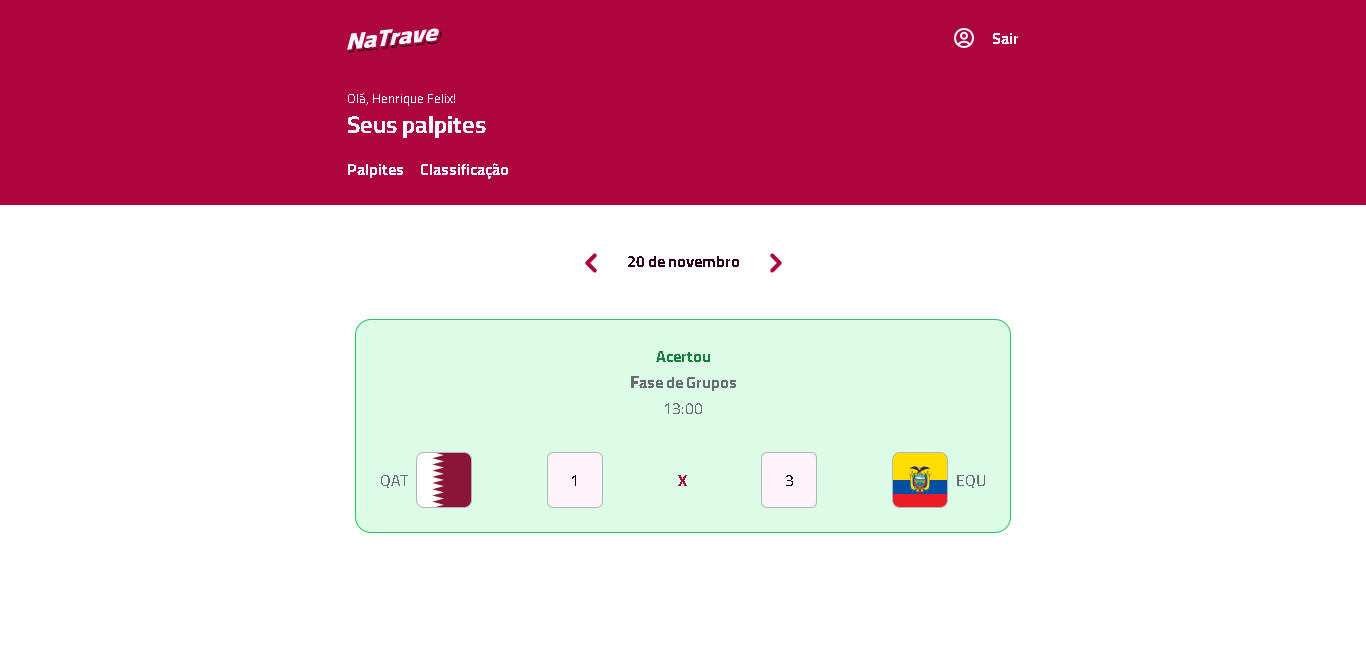 NaTrave
Sair
Olá, Henrique Felix!
Seus palpites
Palpites Classificação
20 de novembro
Acertou
Fase de Grupos
13:00
QAT 1 X 3 EQU